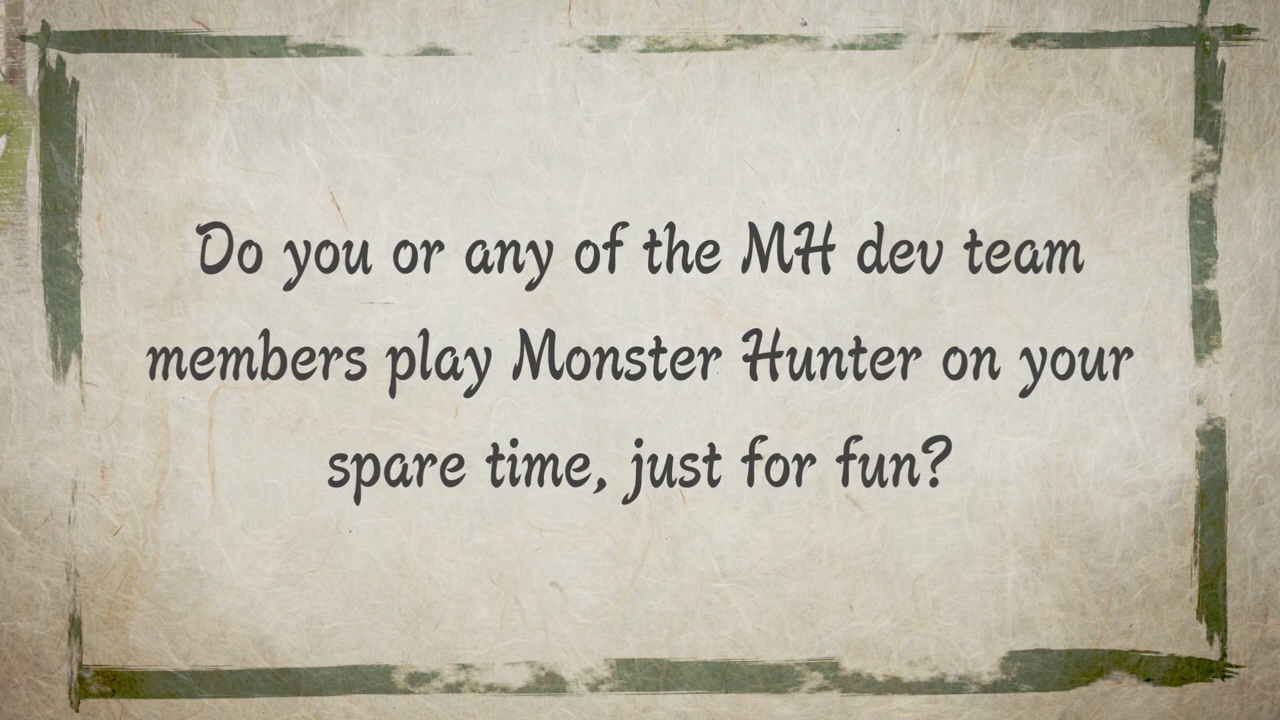 Do you or any of the MH dev team
members play Monster Hunter on your
spare time, just for fun?